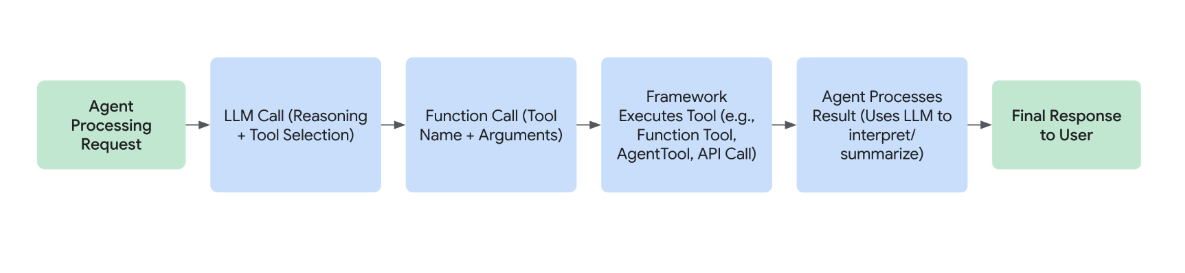 Agent
Processing
Request
LLM Call (Reasoning
+ Tool Selection)
Function Call (Tool
Name + Arguments)
Framework
Executes Tool (e.g.,
Function Tool,
AgentTool, API Call)
Agent Processes
Result (Uses LLM to
interpret/
summarize)
Final Response
to User